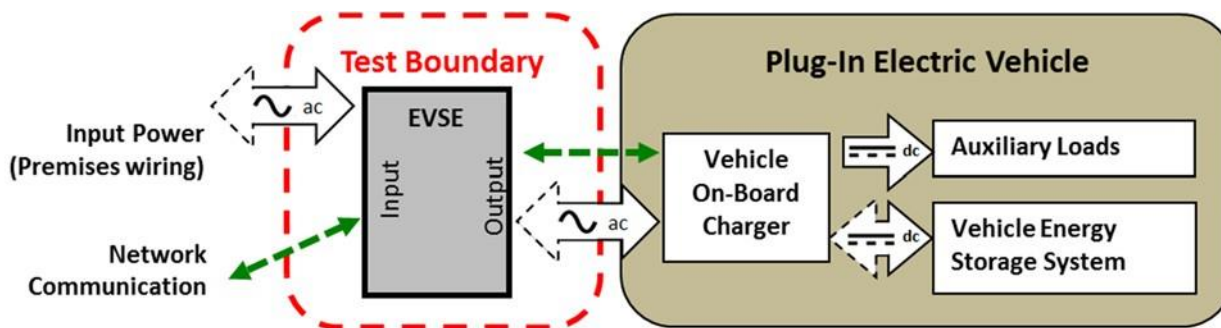 Test Boundary
Plug-In Electric Vehicle
ac
EVSE
Input Power
(Premises wiring)
Input
Output
Vehicle
On-Board
Charger
dc
Auxiliary Loads
ac
dc
Vehicle Energy
Storage System
Network
Communication